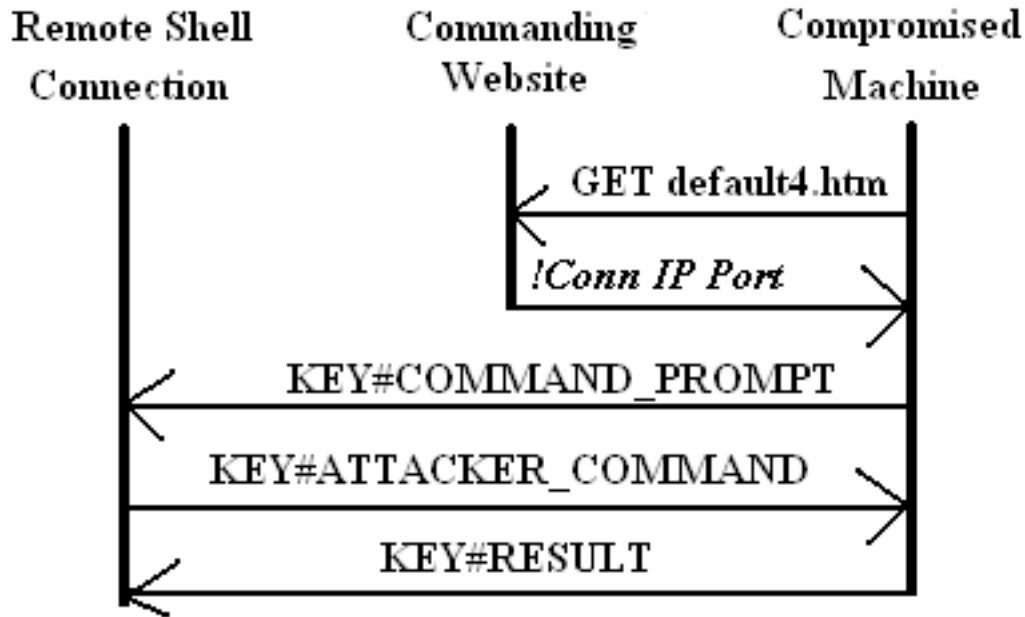 Remote Shell
Connection
Commanding
Website
Compromised
Machine
GET default4.htm
!Conn IP Port
KEY#COMMAND_PROMPT
KEY#ATTACKER_COMMAND
KEY#RESULT